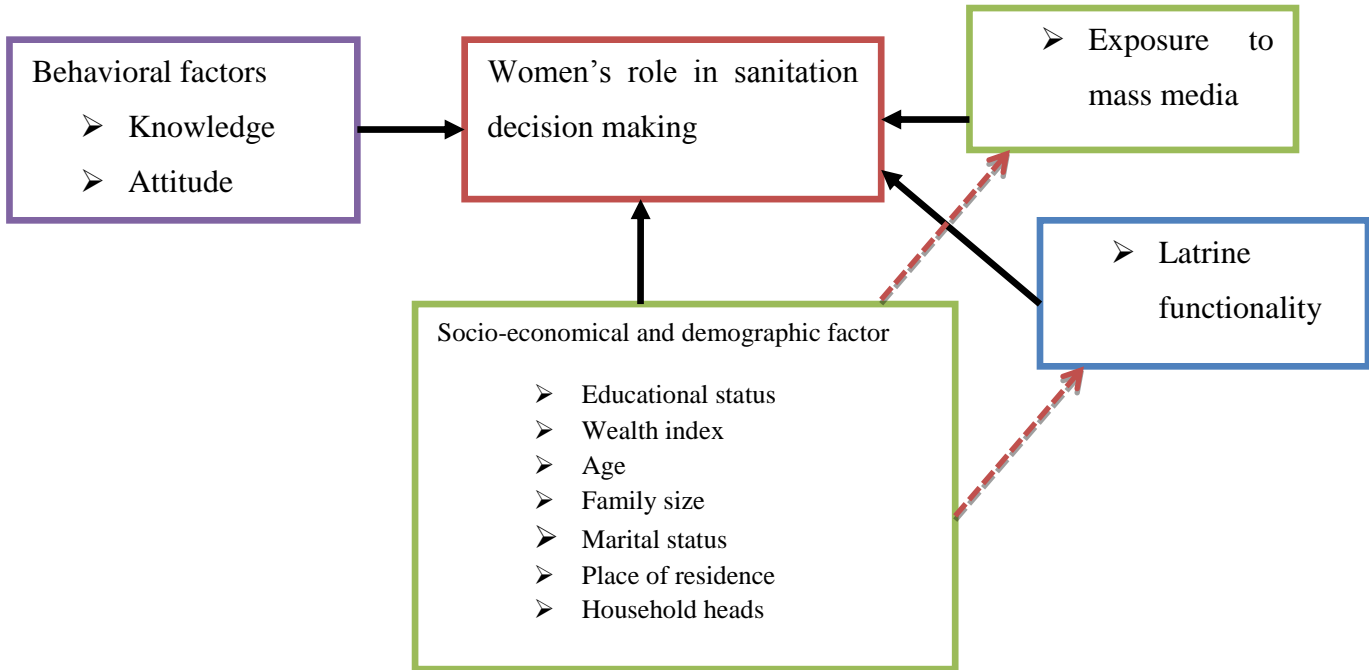 Behavioral factors
➢ Knowledge
➢ Attitude
Women’s role in sanitation
decision making
➢ Exposure to
mass media
➢ Latrine
functionality
Socio-economical and demographic factor
➢ Educational status
➢ Wealth index
➢ Age
➢ Family size
➢ Marital status
➢ Place of residence
➢ Household heads